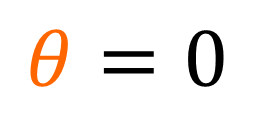 θ = 0